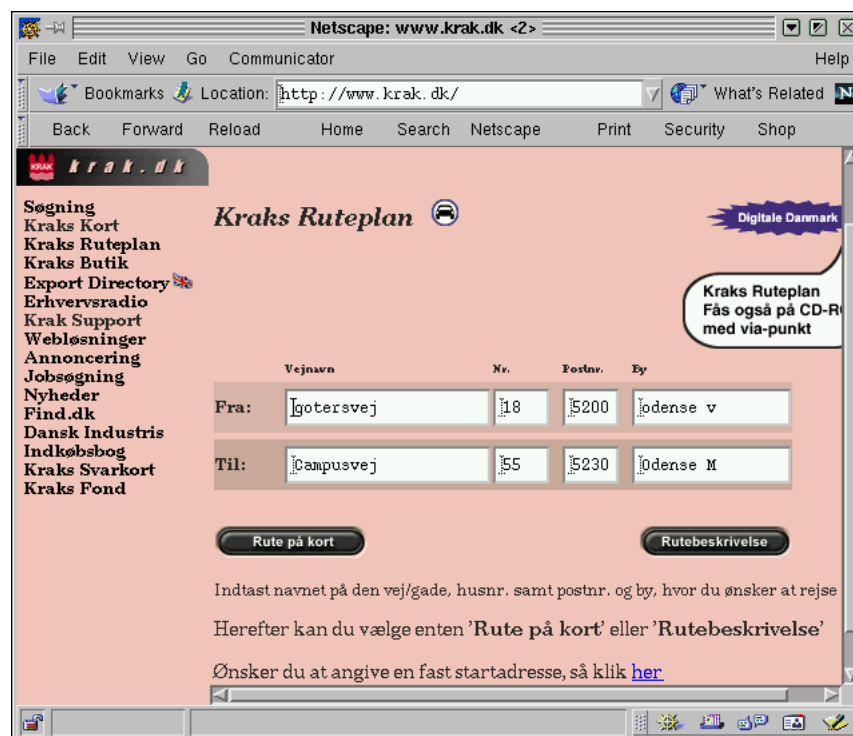 Netscape: www.krak.dk <2>
File Edit View Go Communicator Help
Bookmarks Location: http://www.krak.dk/ What's Related N
Back Forward Reload Home Search Netscape Print Security Shop
KRAK krak.dk
Søgning
Kraks Kort
Kraks Ruteplan
Kraks Butik
Export Directory
Erhvervsradio
Krak Support
Webløsninger
Annoncering
Jobsøgning
Nyheder
Find.dk
Dansk Industris
Indkøbsbog
Kraks Svarkort
Kraks Fond
Kraks Ruteplan
Digitale Danmark
Kraks Ruteplan
Fås også på CD-R
med via-punkt
Vejnavn Nr. Postnr. By
Fra: gotersvej 18 5200 odense v
Til: Campusvej 55 5230 Odense M
Rute på kort Rutebeskrivelse
Indtast navnet på den vej/gade, husnr. samt postnr. og by, hvor du ønsker at rejse
Herefter kan du vælge enten 'Rute på kort' eller 'Rutebeskrivelse'
Ønsker du at angive en fast startadresse, så klik her